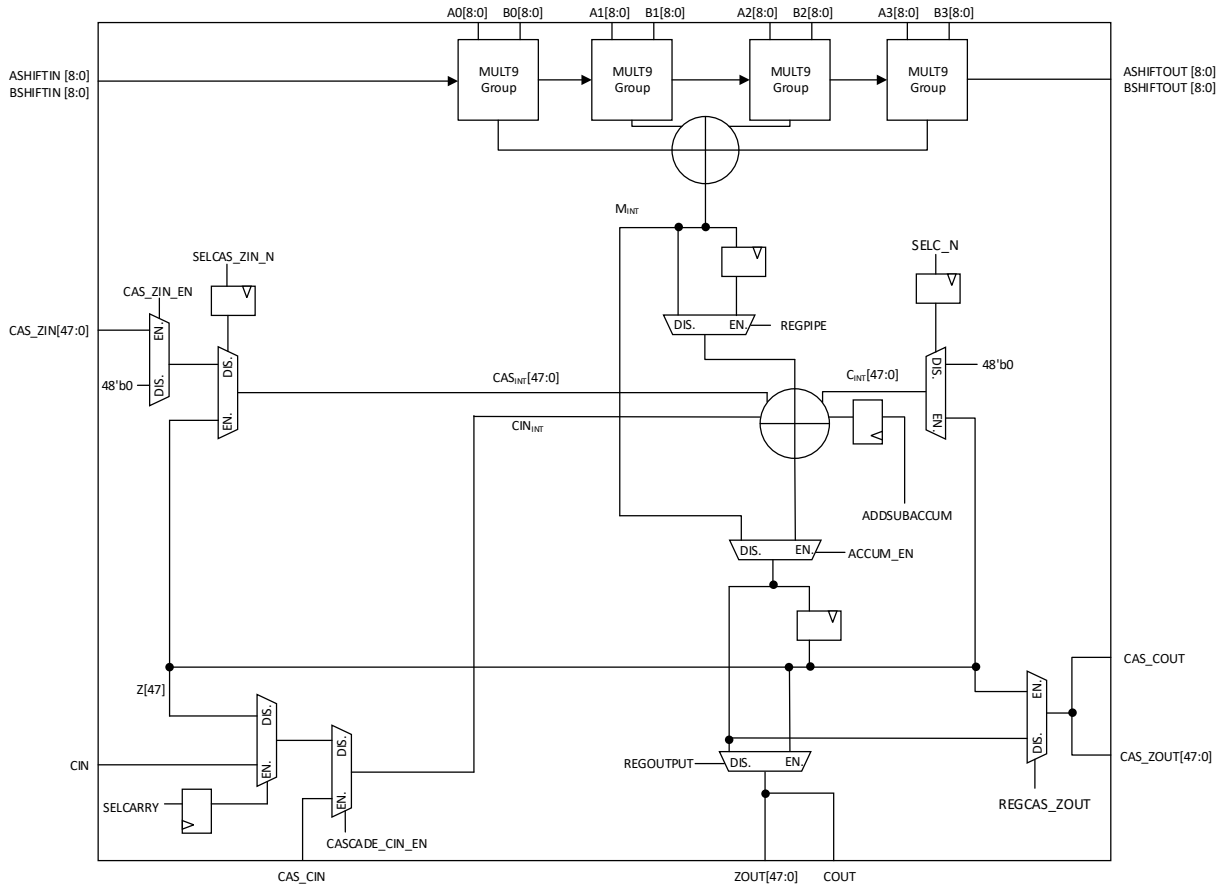 A0[8:0] B0[8:0] A1[8:0] B1[8:0] A2[8:0] B2[8:0] A3[8:0] B3[8:0]
ASHIFTIN [8:0]
BSHIFTIN [8:0]
MULT9
Group
MULT9
Group
MULT9
Group
MULT9
Group
ASHIFTOUT [8:0]
BSHIFTOUT [8:0]
MINT
SELCAS_ZIN_N
SELC_N
CAS_ZIN_EN
CAS_ZIN[47:0]
EN.
DIS.
48'b0
DIS.
EN.
DIS. EN.
REGPIPE
CASINT[47:0]
CINT[47:0]
DIS.
EN.
48'b0
CININT
ADDSUBACCUM
DIS. EN.
ACCUM_EN
Z[47]
CAS_COUT
EN.
DIS.
CAS_ZOUT[47:0]
REGCAS_ZOUT
DIS.
EN.
DIS.
EN.
CIN
SELCARRY
CASCADE_CIN_EN
REGOUTPUT
DIS. EN.
CAS_CIN
ZOUT[47:0] COUT